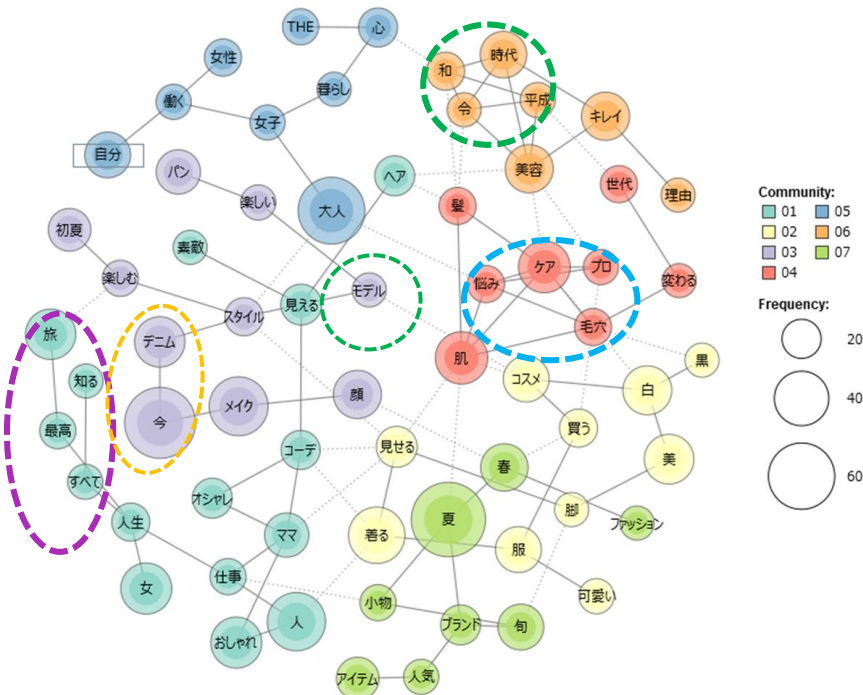 THE
心
女性
時代
和
暮らし
働く
令
平成
キレイ
女子
自分
パン
ヘア
美容
世代
理由
楽しい
大人
髪
初夏
素敵
ケア
プロ
楽しむ
見える
モデル
悩み
変わる
スタイル
毛穴
旅
デニム
肌
黒
知る
コスメ
白
今
メイク
顔
最高
買う
コーデ
見せる
美
すべて
春
オシャレ
脚
人生
夏
ファッション
ママ
着る
服
女
仕事
小物
可愛い
人
ブランド
旬
おしゃれ
アイテム
人気
Community:
01 05
02 06
03 07
04
Frequency:
20
40
60